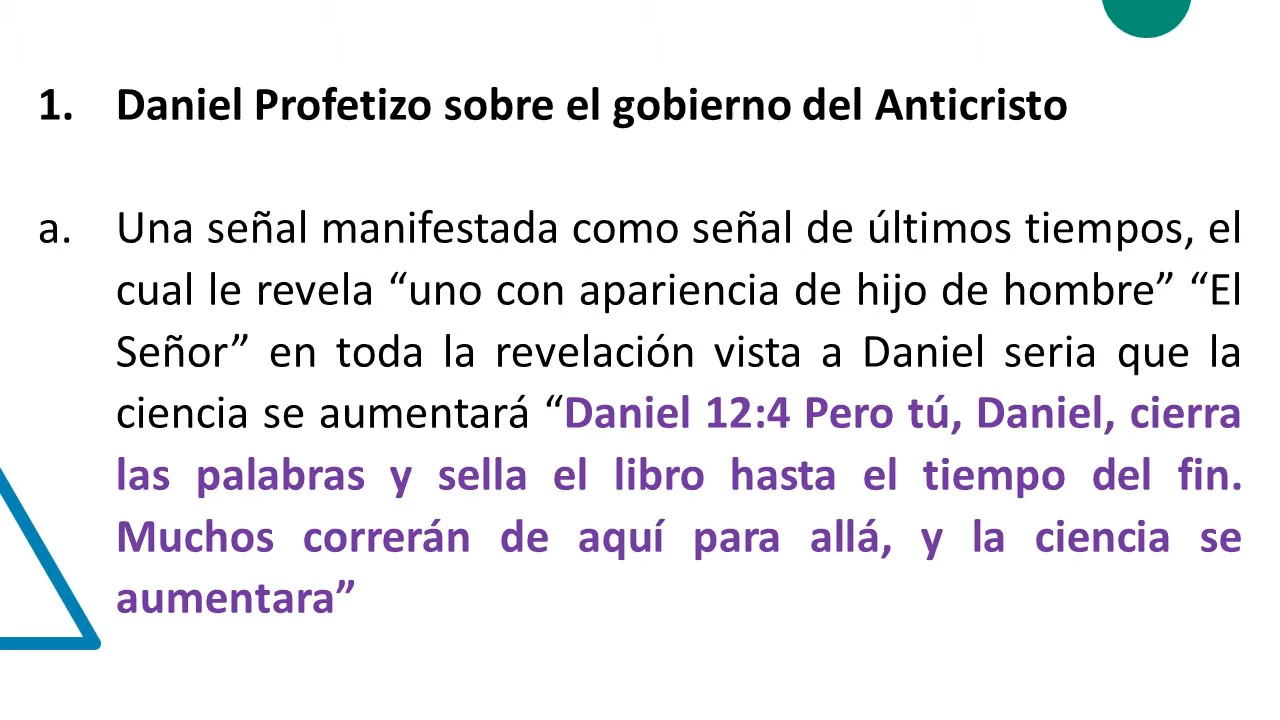 1. Daniel Profetizo sobre el gobierno del Anticristo
a. Una señal manifestada como señal de últimos tiempos, el
cual le revela “uno con apariencia de hijo de hombre” “El
Señor” en toda la revelación vista a Daniel seria que la
ciencia se aumentará “Daniel 12:4 Pero tú, Daniel, cierra
las palabras y sella el libro hasta el tiempo del fin.
Muchos correrán de aquí para allá, y la ciencia se
aumentara”